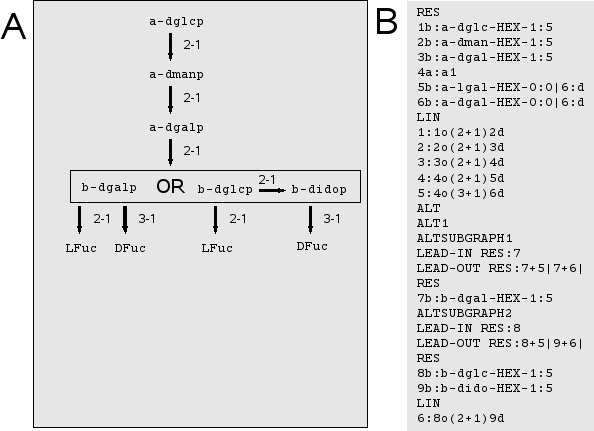 A
a-dglcp
2-1
a-dmanp
2-1
a-dgalp
2-1
b-dgalp OR b-dglcp 2-1 b-didop
2-1 3-1 2-1 3-1
LFuc DFuc LFuc DFuc
B
RES
1b:a-dglc-HEX-1:5
2b:a-dman-HEX-1:5
3b:a-dgal-HEX-1:5
4a:a1
5b:a-lgal-HEX-0:0|6:d
6b:a-dgal-HEX-0:0|6:d
LIN
1:1o(2+1)2d
2:2o(2+1)3d
3:3o(2+1)4d
4:4o(2+1)5d
5:4o(3+1)6d
ALT
ALT1
ALTSUBGRAPH1
LEAD-IN RES:7
LEAD-OUT RES:7+5|7+6|
RES
7b:b-dgal-HEX-1:5
ALTSUBGRAPH2
LEAD-IN RES:8
LEAD-OUT RES:8+5|9+6|
RES
8b:b-dglc-HEX-1:5
9b:b-dido-HEX-1:5
LIN
6:8o(2+1)9d